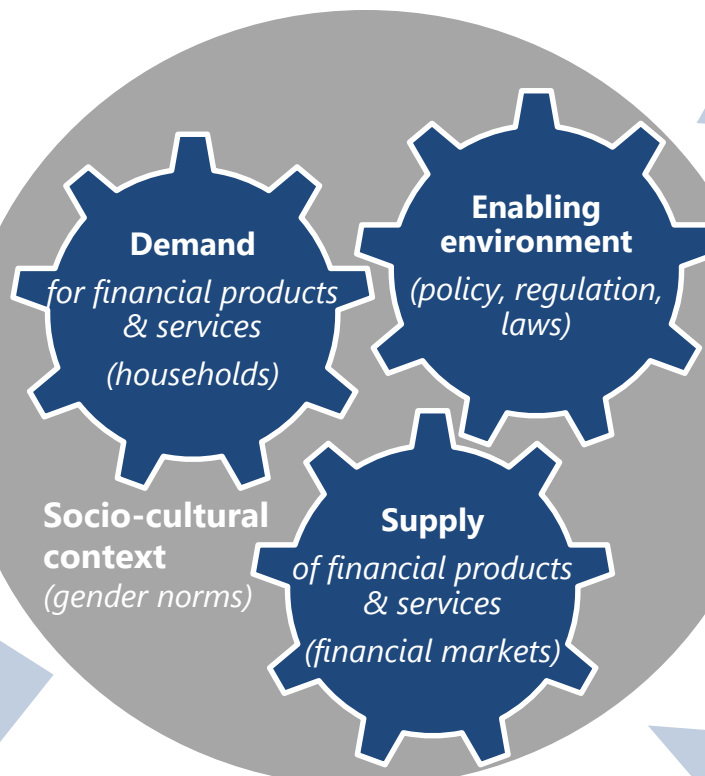 Demand
for financial products
& services
(households)
Enabling
environment
(policy, regulation,
laws)
Socio-cultural
context
(gender norms)
Supply
of financial products
& services
(financial markets)